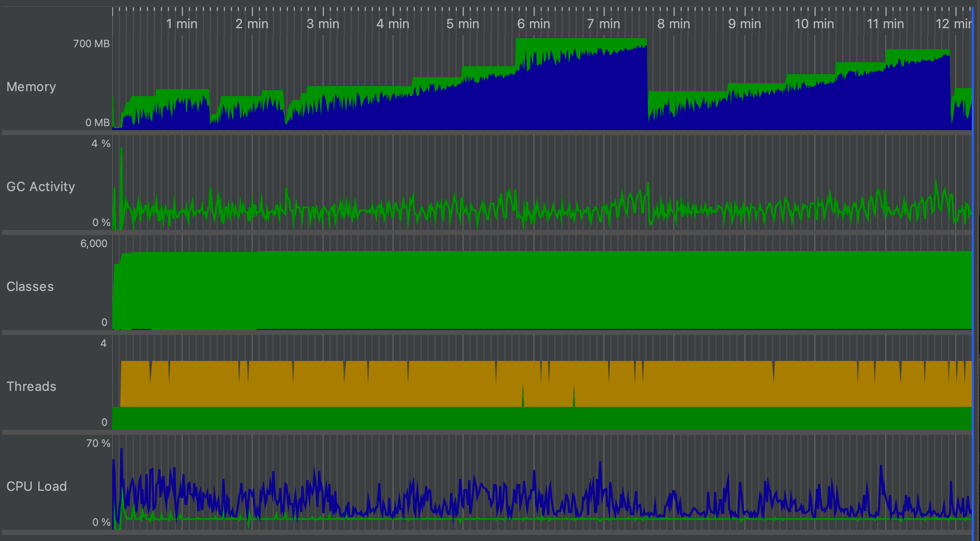 1 min 2 min 3 min 4 min 5 min 6 min 7 min 8 min 9 min 10 min 11 min 12 min
700 MB
Memory
0 MB
4 %
GC Activity
0 %
6,000
Classes
0
4
Threads
0
70 %
CPU Load
0 %